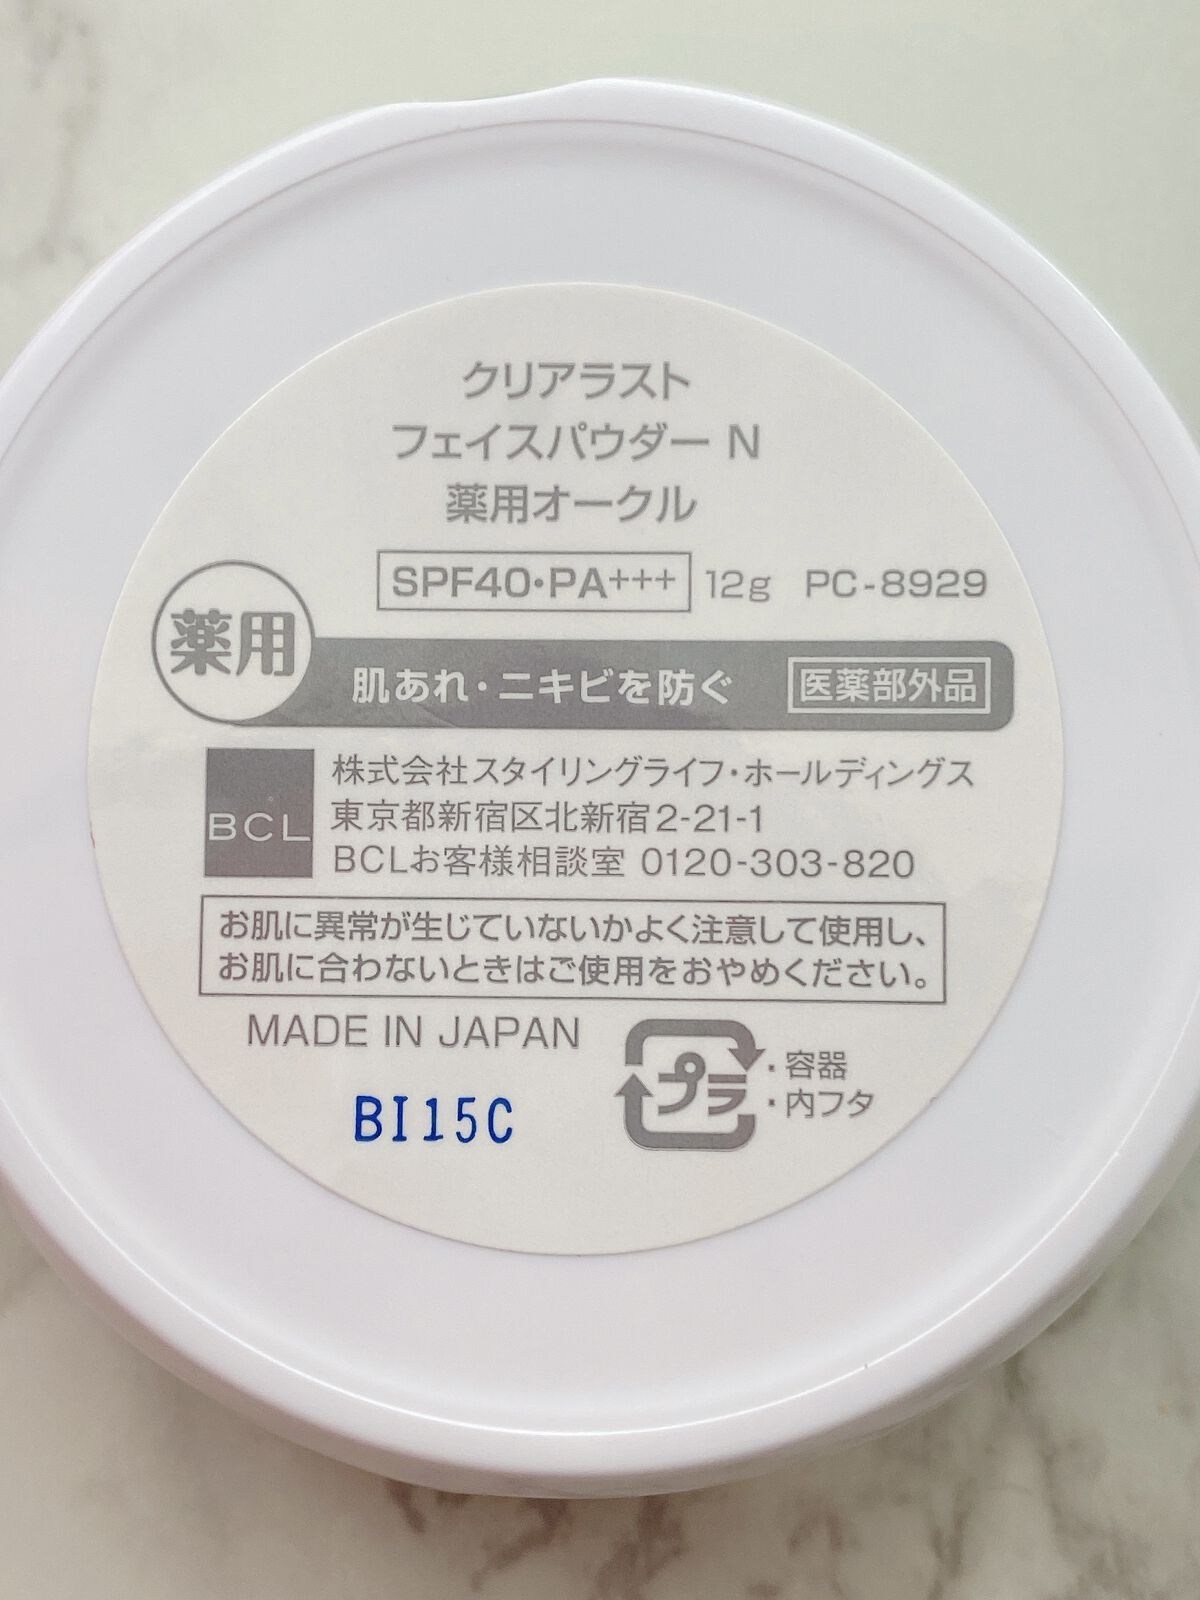 クリアラスト
フェイスパウダー N
薬用オークル
SPF40・PA+++ 12g PC-8929
薬用
肌あれ・ニキビを防ぐ 医薬部外品
BCL
株式会社スタイリングライフ・ホールディングス
東京都新宿区北新宿2-21-1
BCLお客様相談室 0120-303-820
お肌に異常が生じていないかよく注意して使用し、
お肌に合わないときはご使用をおやめください。
MADE IN JAPAN
プラ
・容器
・内フタ
BI15C